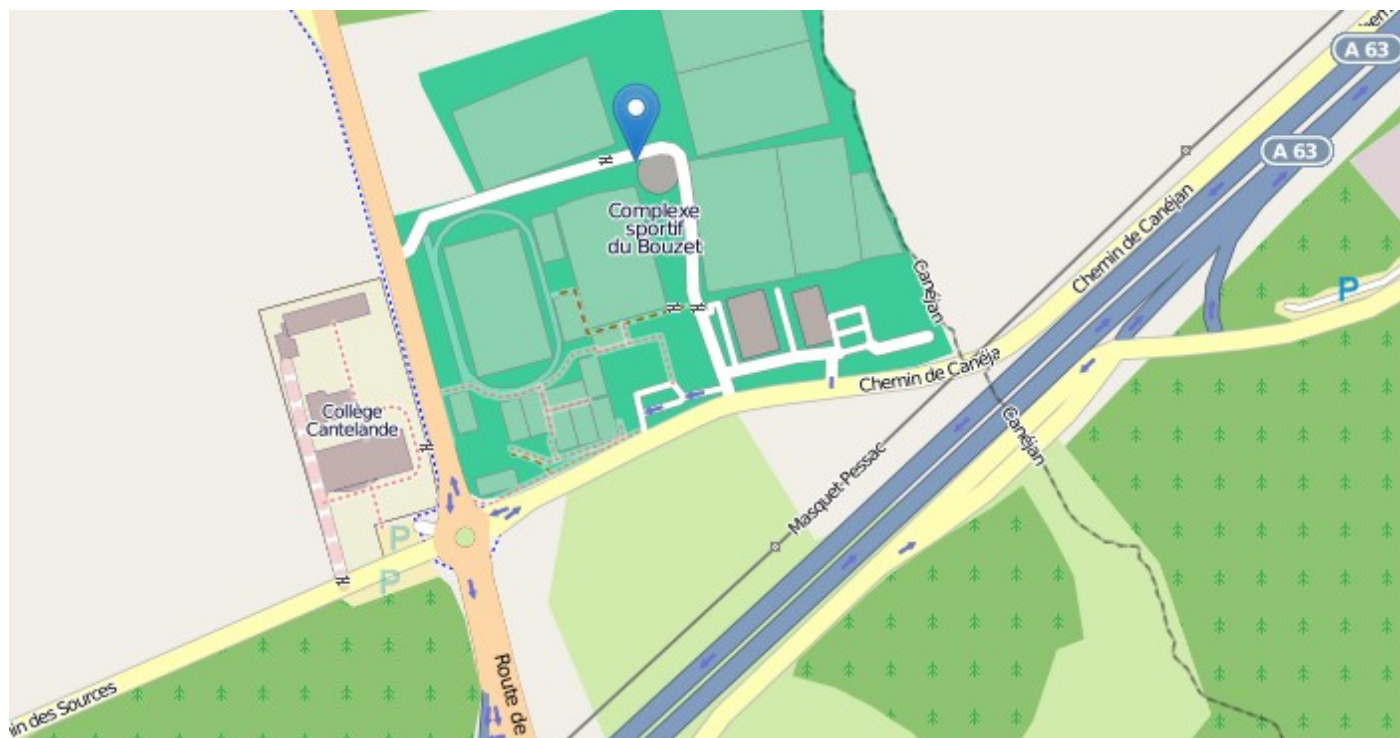 A 63
A 63
Chemin de Canéjan
Complexe
sportif
du Bouzet
Canéjan
Chemin de Canéja
P
Collège
Cantelande
Canéjan
Masquet-Pessac
P
P
in des Sources
Route de